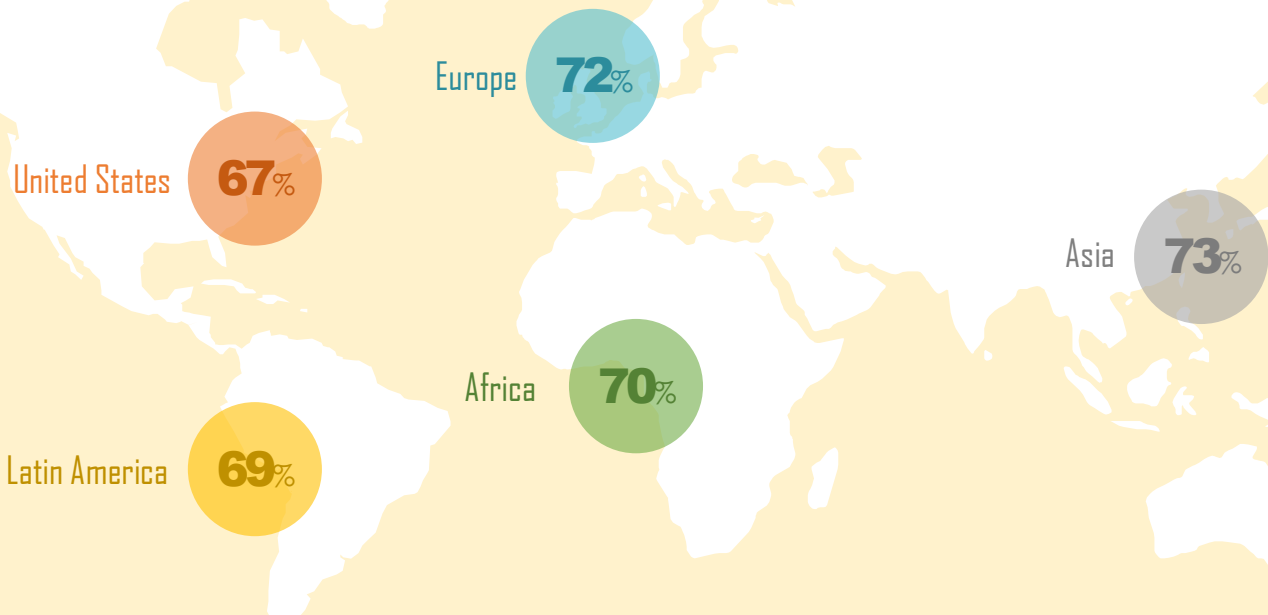 Europe 72%
United States 67%
Asia 73%
Africa 70%
Latin America 69%